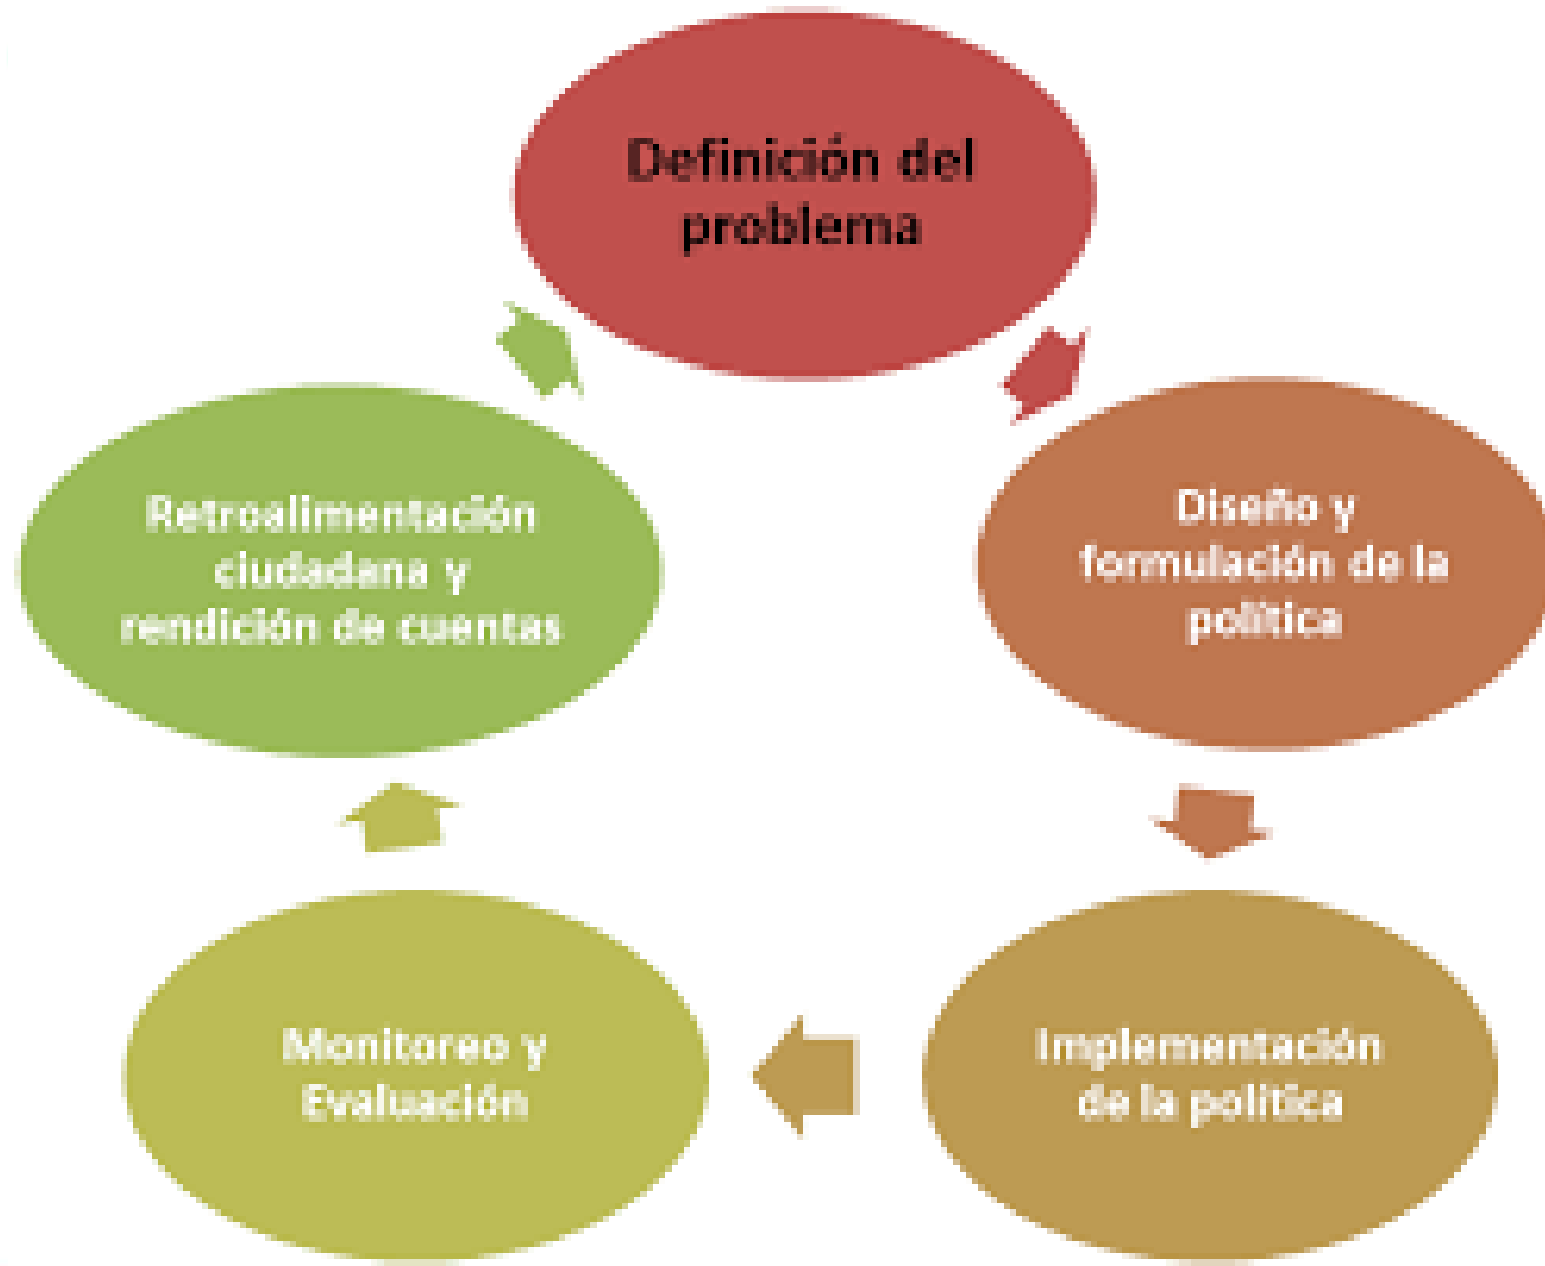 Definición del
problema
Diseño y
formulación de la
política
Implementación
de la política
Monitoreo y
Evaluación
Retroalimentación
ciudadana y
rendición de cuentas